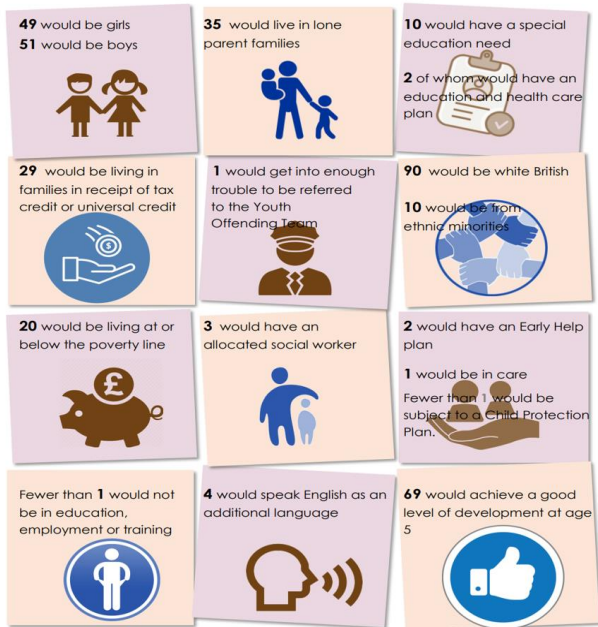 49 would be girls
51 would be boys
35 would live in lone
parent families
10 would have a special
education need
2 of whom would have an
education and health care
plan
29 would be living in
families in receipt of tax
credit or universal credit
1 would get into enough
trouble to be referred
to the Youth
Offending Team
90 would be white British
10 would be from
ethnic minorities
20 would be living at or
below the poverty line
3 would have an
allocated social worker
2 would have an Early Help
plan
1 would be in care
Fewer than 1 would be
subject to a Child Protection
Plan.
Fewer than 1 would not
be in education,
employment or training
4 would speak English as an
additional language
69 would achieve a good
level of development at age
5